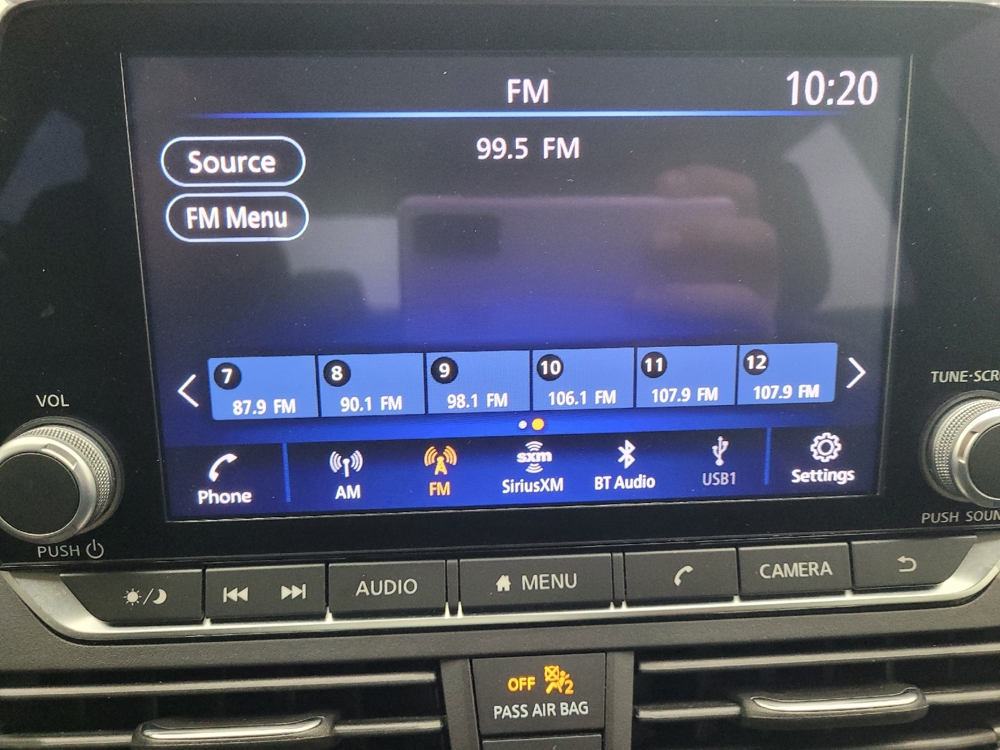 FM
10:20
Source
99.5 FM
FM Menu
7 8 9 10 11 12
87.9 FM 90.1 FM 98.1 FM 106.1 FM 107.9 FM 107.9 FM
VOL
TUNE·SCR
Phone
AM
FM
sxm
SiriusXM
BT Audio
USB1
Settings
PUSH
PUSH SOUN
AUDIO
MENU
CAMERA
OFF 2
PASS AIR BAG